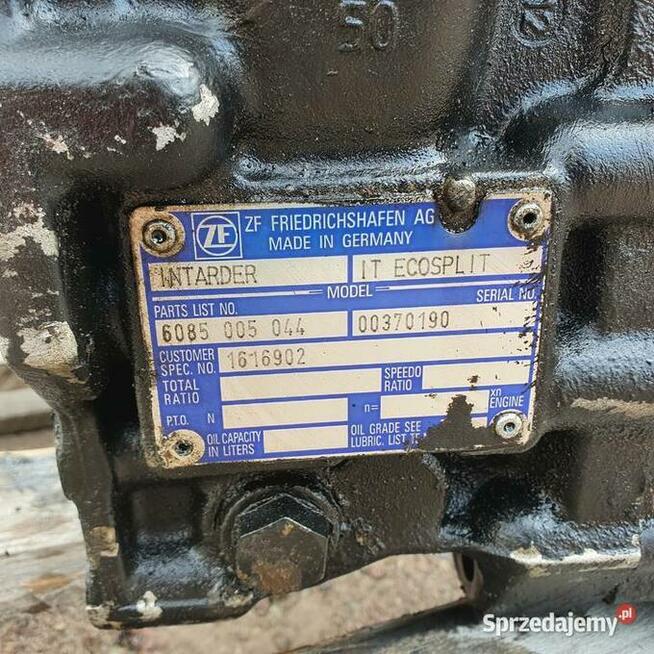 50
12
ZF
ZF FRIEDRICHSHAFEN AG
MADE IN GERMANY
INTARDER IT ECOSPLIT
MODEL
PARTS LIST NO. SERIAL NO.
6085 005 044 00370190
CUSTOMER
SPEC. NO. 1616902
TOTAL
RATIO
SPEEDO
RATIO
P.T.O. N n= xn
ENGINE
OIL CAPACITY
IN LITERS
OIL GRADE SEE
LUBRIC. LIST
Sprzedajemy.pl